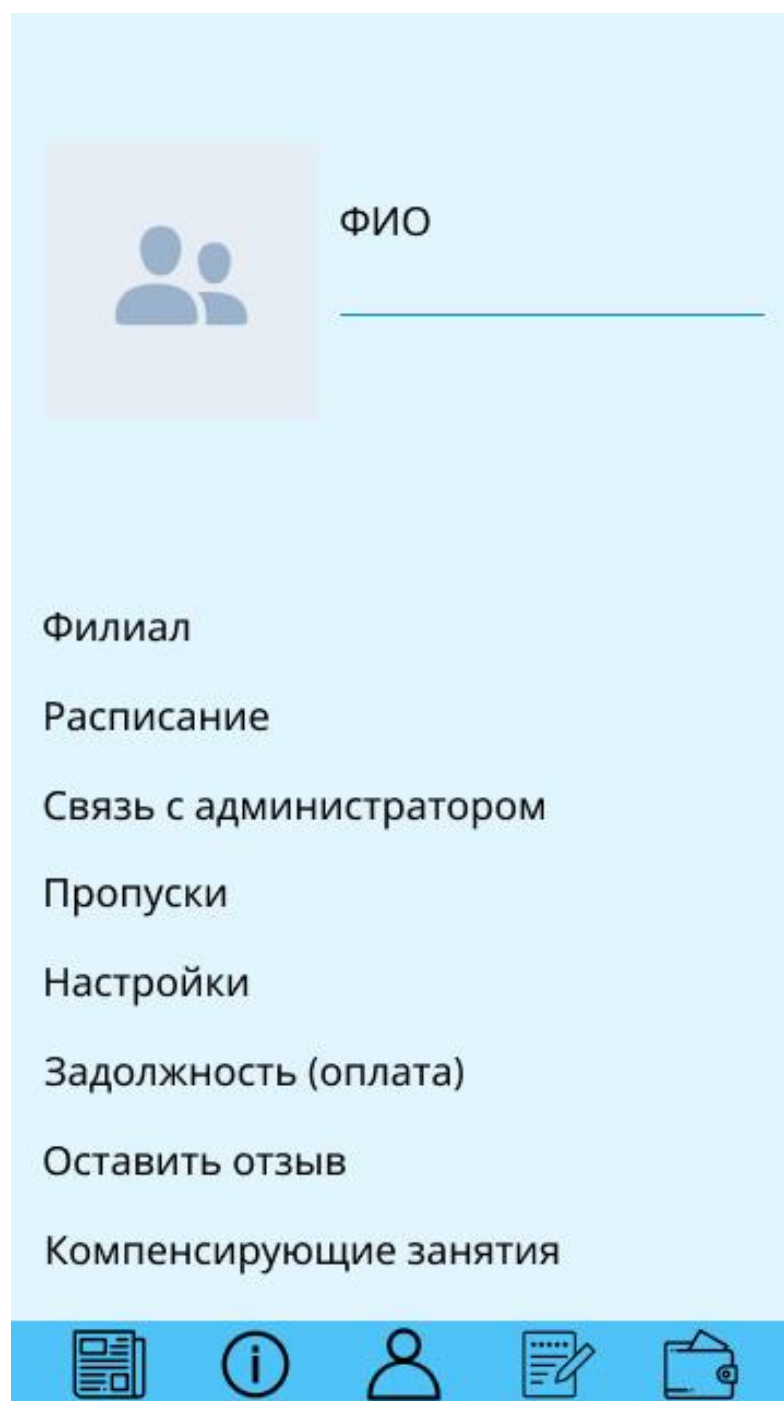 ФИО
Филиал
Расписание
Связь с администратором
Пропуски
Настройки
Задолжность (оплата)
Оставить отзыв
Компенсирующие занятия